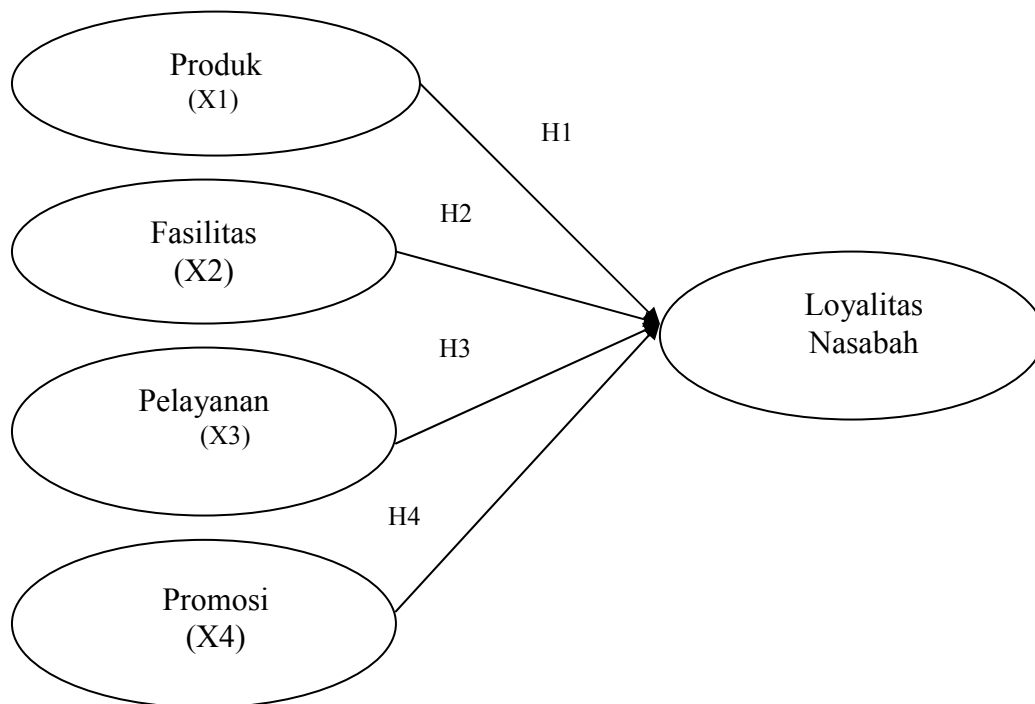 Produk
(X1)
H1
H2
Fasilitas
(X2)
Loyalitas
Nasabah
H3
Pelayanan
(X3)
H4
Promosi
(X4)